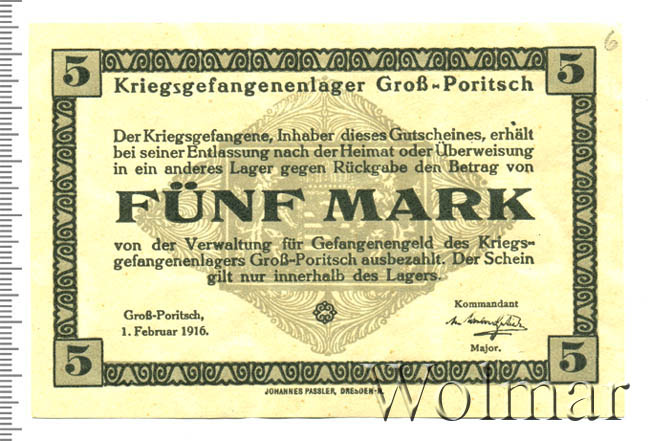 6
5 5
Kriegsgefangenenlager Groß-Poritsch
Der Kriegsgefangene, Inhaber dieses Gutscheines, erhält
bei seiner Entlassung nach der Heimat oder Überweisung
in ein anderes Lager gegen Rückgabe den Betrag von
FÜNF MARK
von der Verwaltung für Gefangenengeld des Kriegs-
gefangenenlagers Groß-Poritsch ausbezahlt. Der Schein
gilt nur innerhalb des Lagers.
Groß-Poritsch,
1. Februar 1916.
Kommandant
Major.
5 5
JOHANNES PASSLER, DRESDEN-N.
Wolmar